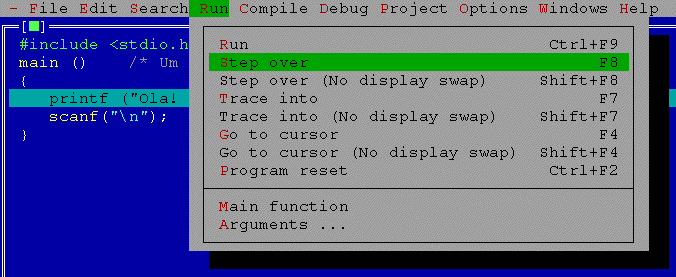 - File Edit Search Run Compile Debug Project Options Windows Help
#include <stdio.h
main () /* Um
{
printf ("Ola!
scanf("\n");
}
Run Ctrl+F9
Step over F8
Step over (No display swap) Shift+F8
Trace into F7
Trace into (No display swap) Shift+F7
Go to cursor F4
Go to cursor (No display swap) Shift+F4
Program reset Ctrl+F2
Main function
Arguments ...